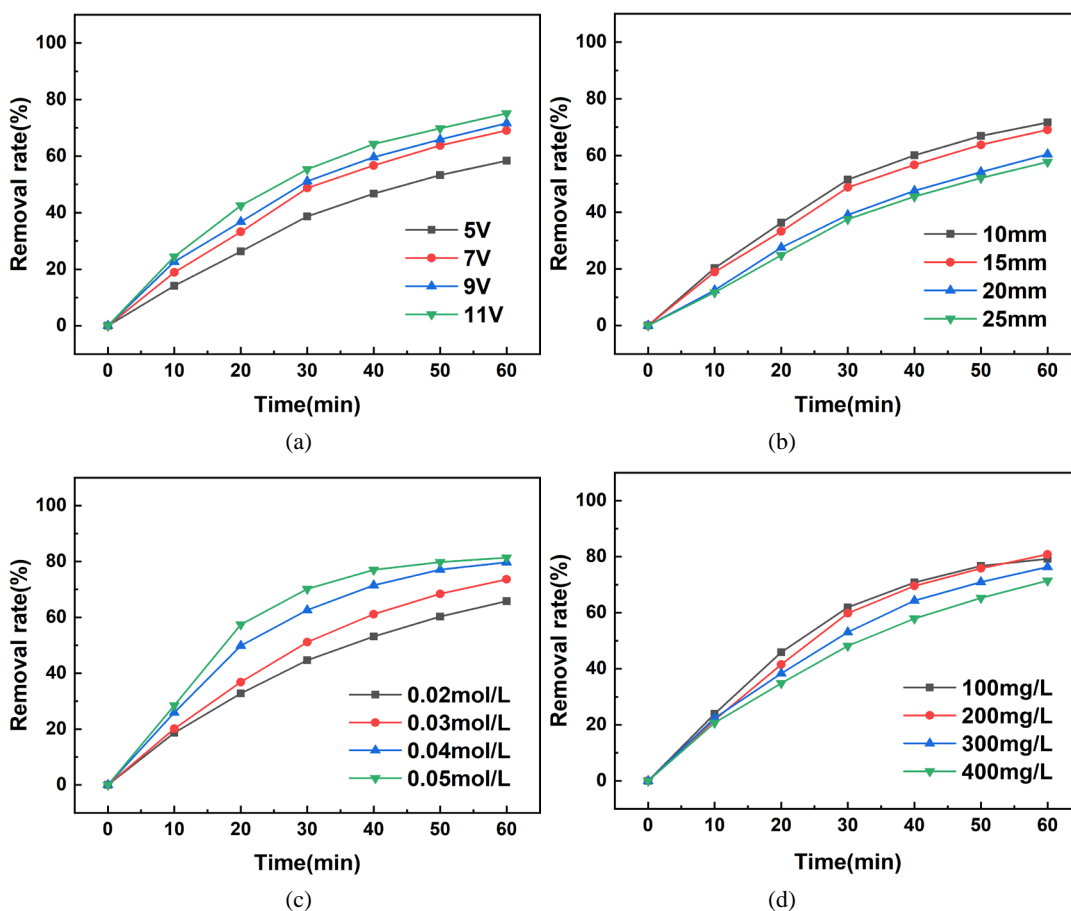 100
80
60
40
20
0
Removal rate(%)
5V
7V
9V
11V
0 10 20 30 40 50 60
Time(min)
(a)
100
80
60
40
20
0
Removal rate(%)
10mm
15mm
20mm
25mm
0 10 20 30 40 50 60
Time(min)
(b)
100
80
60
40
20
0
Removal rate(%)
0.02mol/L
0.03mol/L
0.04mol/L
0.05mol/L
0 10 20 30 40 50 60
Time(min)
(c)
100
80
60
40
20
0
Removal rate(%)
100mg/L
200mg/L
300mg/L
400mg/L
0 10 20 30 40 50 60
Time(min)
(d)